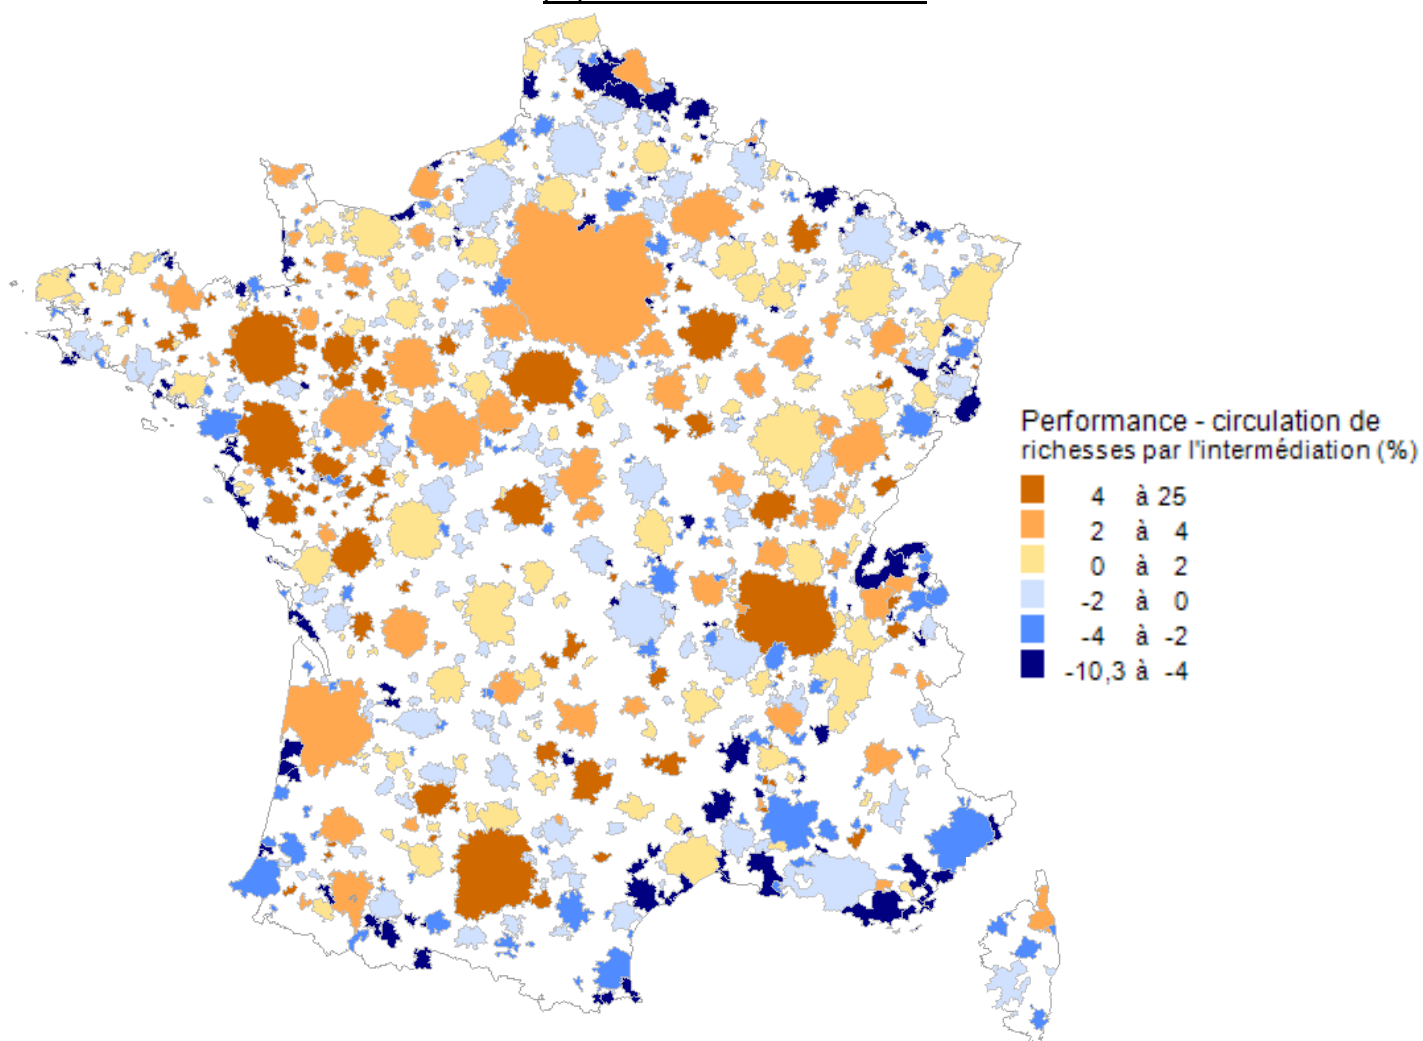 Performance - circulation de
richesses par l'intermédiation (%)
4 à 25
2 à 4
0 à 2
-2 à 0
-4 à -2
-10,3 à -4